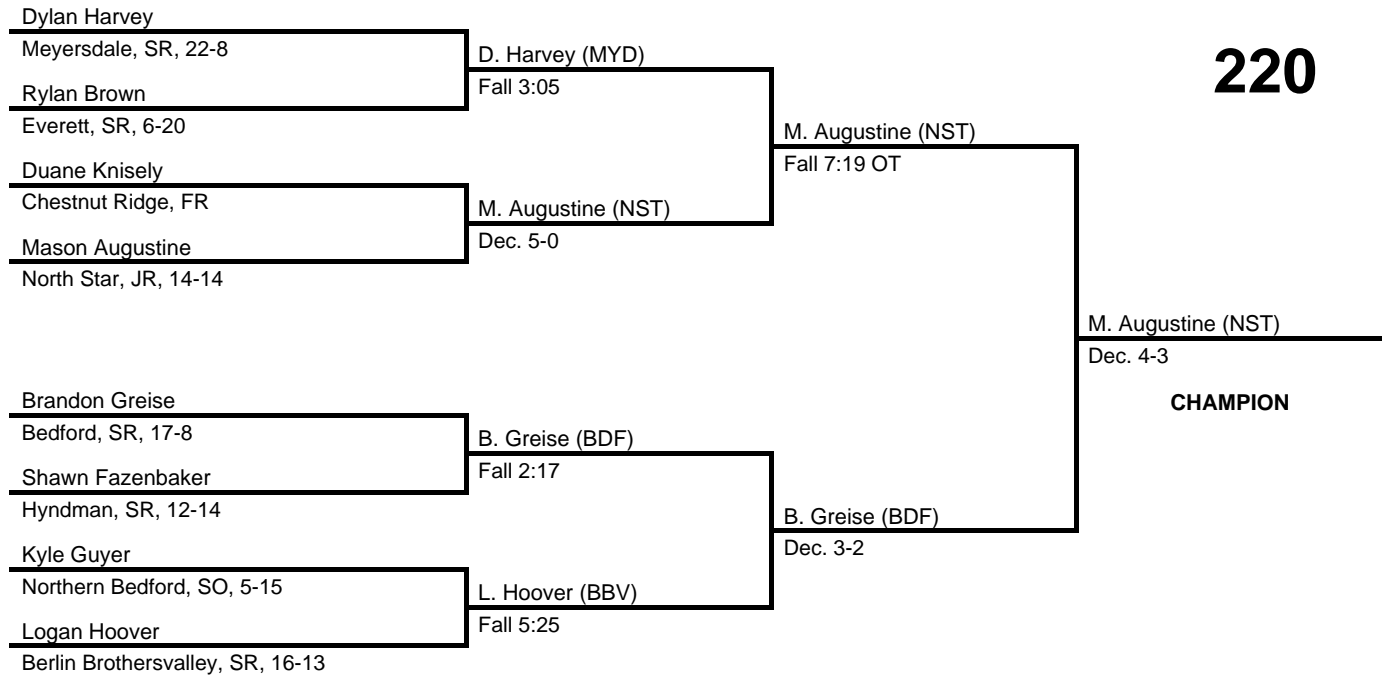 Dylan Harvey
Meyersdale, SR, 22-8
D. Harvey (MYD)
Fall 3:05
220
Rylan Brown
Everett, SR, 6-20
M. Augustine (NST)
Fall 7:19 OT
Duane Knisely
Chestnut Ridge, FR
M. Augustine (NST)
Dec. 5-0
Mason Augustine
North Star, JR, 14-14
M. Augustine (NST)
Dec. 4-3
CHAMPION
Brandon Greise
Bedford, SR, 17-8
B. Greise (BDF)
Fall 2:17
Shawn Fazenbaker
Hyndman, SR, 12-14
B. Greise (BDF)
Dec. 3-2
Kyle Guyer
Northern Bedford, SO, 5-15
L. Hoover (BBV)
Fall 5:25
Logan Hoover
Berlin Brothersvalley, SR, 16-13